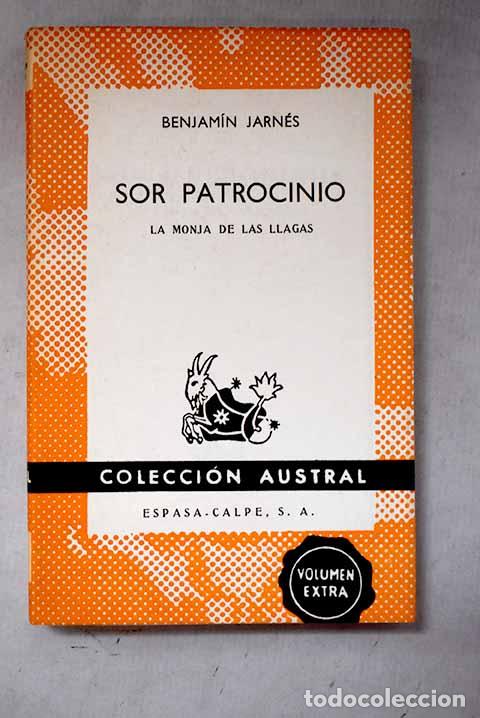 BENJAMÍN JARNÉS
SOR PATROCINIO
LA MONJA DE LAS LLAGAS
COLECCIÓN AUSTRAL
ESPASA-CALPE, S. A.
VOLUMEN
EXTRA
todocoleccion